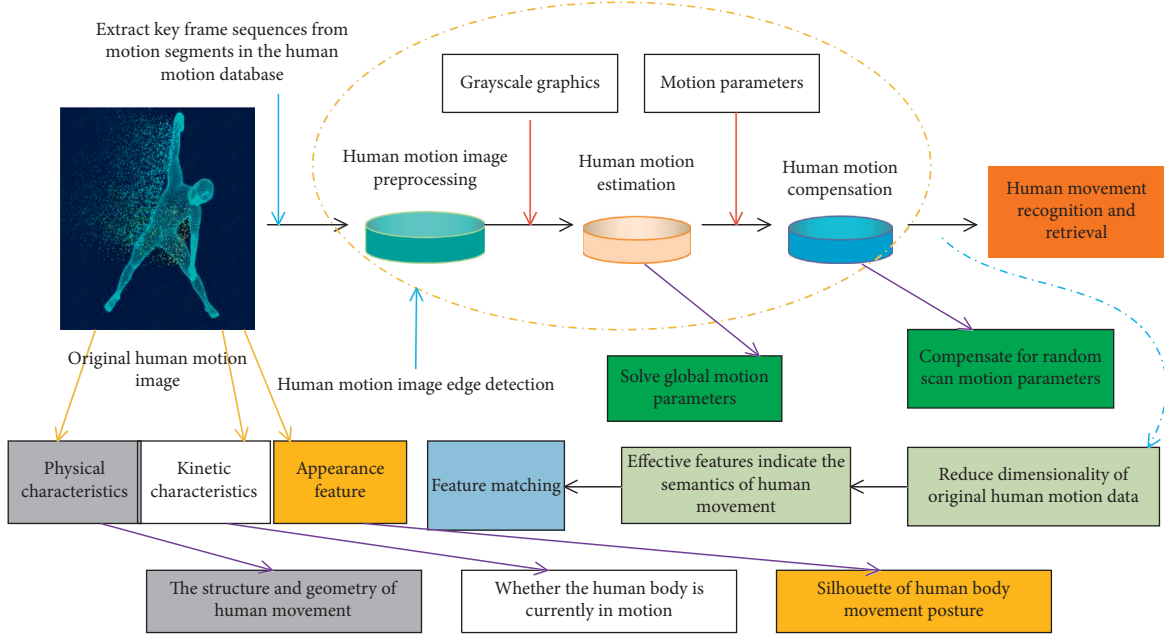 Extract key frame sequences from
motion segments in the human
motion database
Grayscale graphics
Motion parameters
Human motion image
preprocessing
Human motion
estimation
Human motion
compensation
Human movement
recognition and
retrieval
Original human motion
image
Human motion image edge detection
Solve global motion
parameters
Compensate for random
scan motion parameters
Physical
characteristics
Kinetic
characteristics
Appearance
feature
Feature matching
Effective features indicate the
semantics of human
movement
Reduce dimensionality of
original human motion data
The structure and geometry of
human movement
Whether the human body is
currently in motion
Silhouette of human body
movement posture